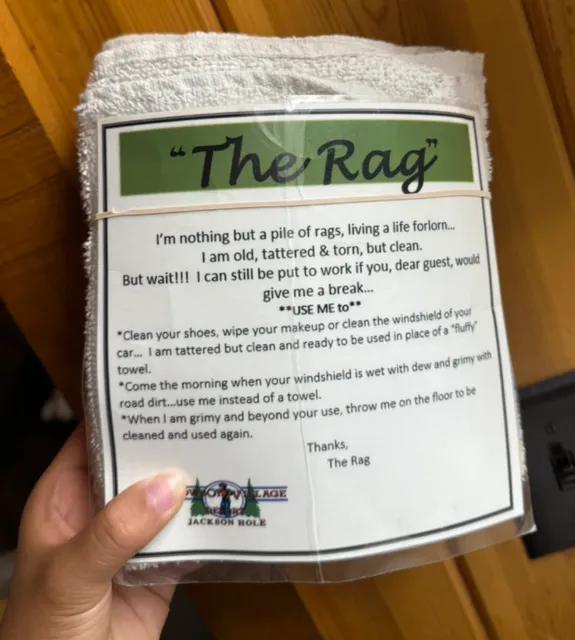 "The Rag"
I'm nothing but a pile of rags, living a life forlorn...
I am old, tattered & torn, but clean.
But wait!!! I can still be put to work if you, dear guest, would
give me a break...
**USE ME to**
*Clean your shoes, wipe your makeup or clean the windshield of your
car... I am tattered but clean and ready to be used in place of a "fluffy"
towel.
*Come the morning when your windshield is wet with dew and grimy with
road dirt...use me instead of a towel.
*When I am grimy and beyond your use, throw me on the floor to be
cleaned and used again.
Thanks,
The Rag
JACKSON HOLE